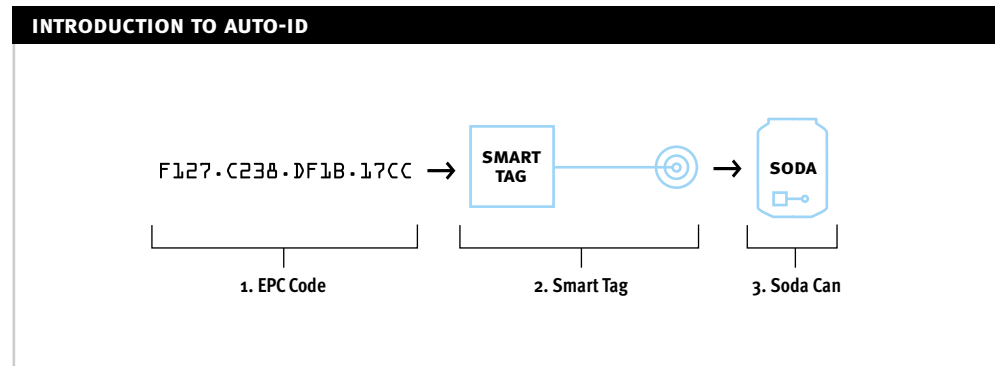 INTRODUCTION TO AUTO-ID
F127.C238.DF1B.17CC → SMART TAG → SODA
1. EPC Code
2. Smart Tag
3. Soda Can